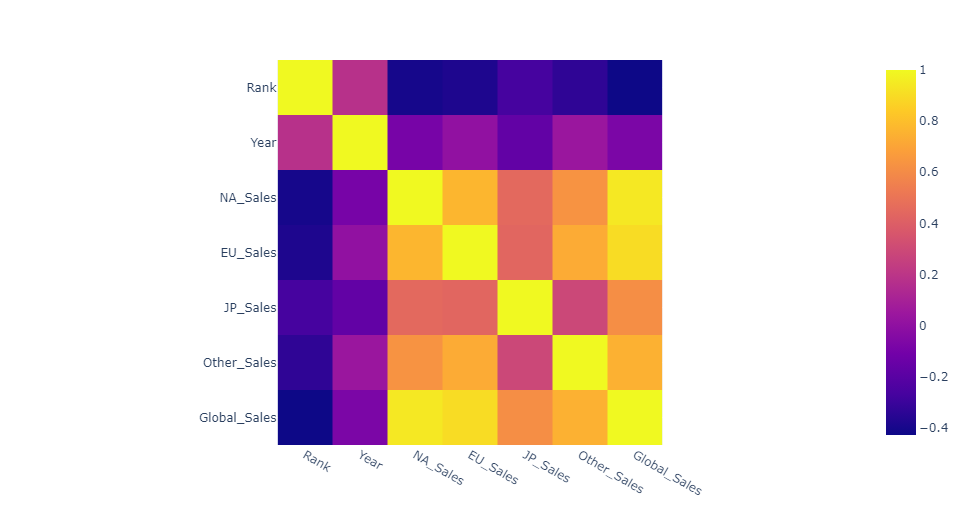 Rank
Year
NA_Sales
EU_Sales
JP_Sales
Other_Sales
Global_Sales
Rank
Year
NA_Sales
EU_Sales
JP_Sales
Other_Sales
Global_Sales
1
0.8
0.6
0.4
0.2
0
−0.2
−0.4